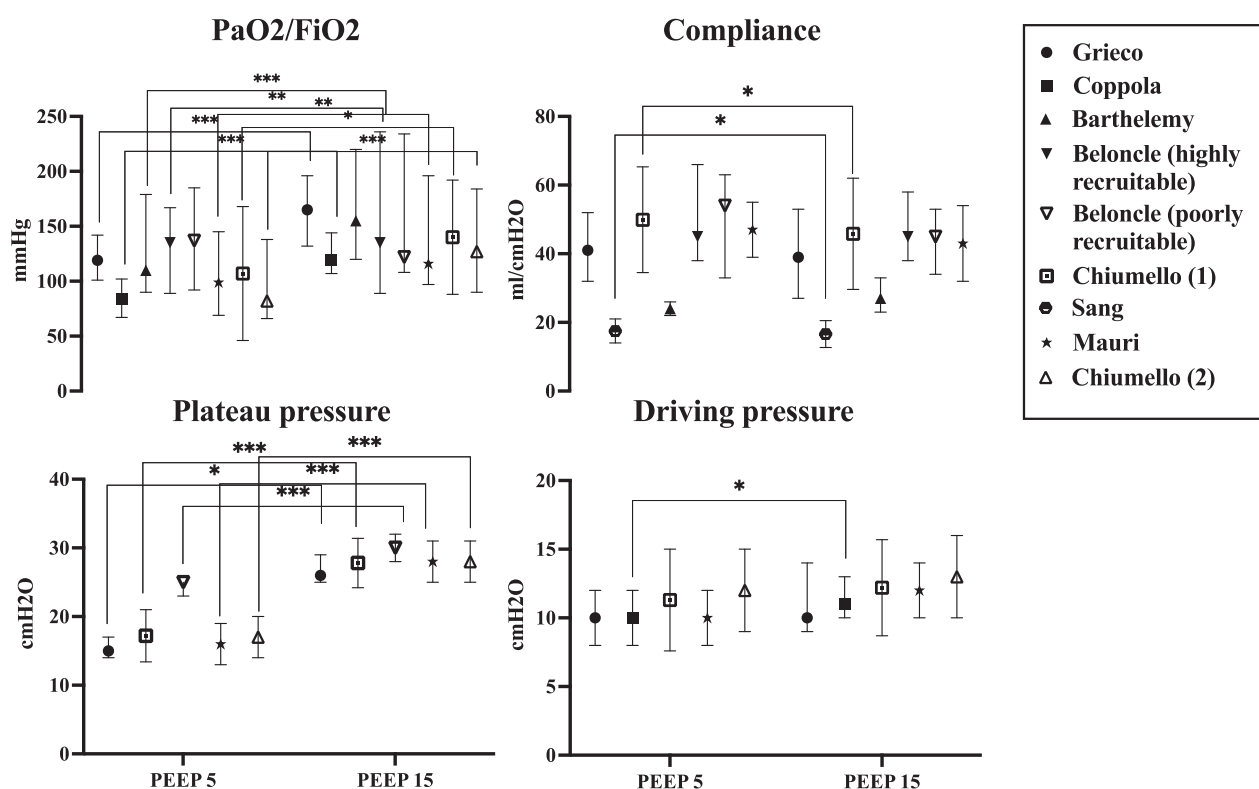 PaO2/FiO2
mmHg
250
200
150
100
50
0
***
**
**
*
***
***
***
Compliance
ml/cmH2O
80
60
40
20
0
*
*
Grieco
Coppola
Barthelemy
Beloncle (highly
recruitable)
Beloncle (poorly
recruitable)
Chiumello (1)
Sang
Mauri
Chiumello (2)
Plateau pressure
cmH2O
40
30
20
10
0
***
***
*
***
***
PEEP 5
PEEP 15
Driving pressure
cmH2O
20
15
10
5
0
*
PEEP 5
PEEP 15